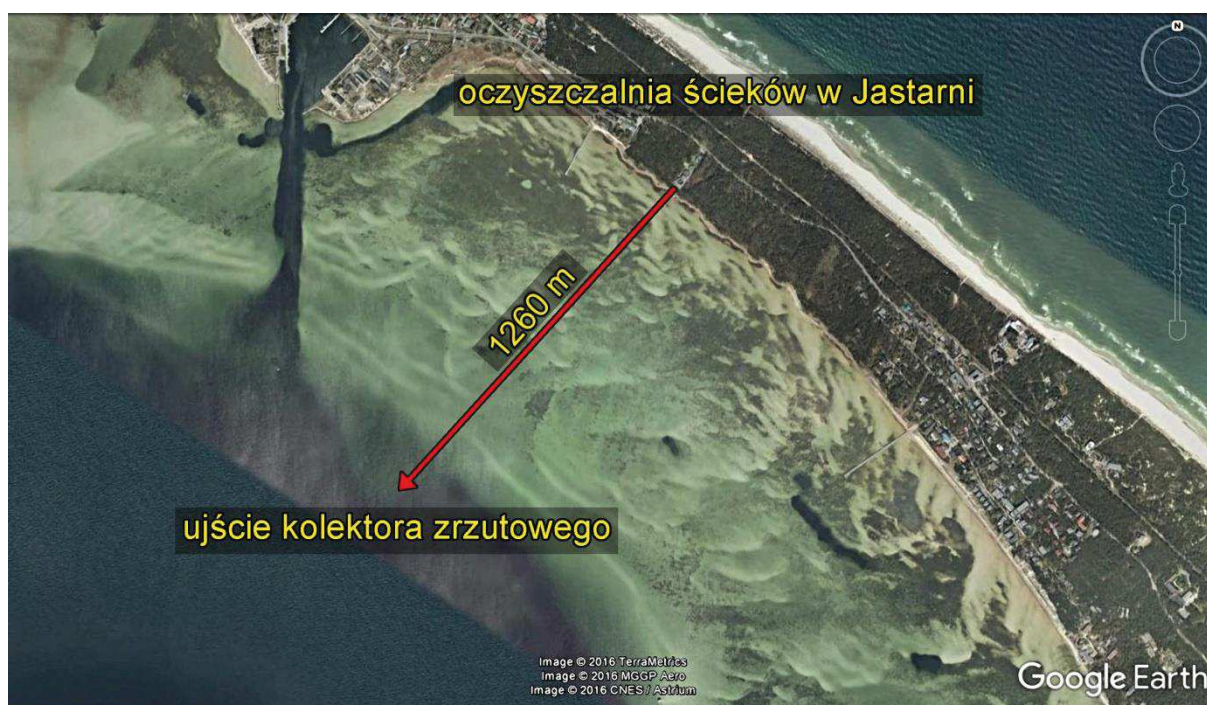 N
oczyszczalnia ścieków w Jastarni
1260 m
ujście kolektora zrzutowego
Image © 2016 TerraMetrics
Image © 2016 MGGP Aero
Image © 2016 CNES / Astrium
Google Earth